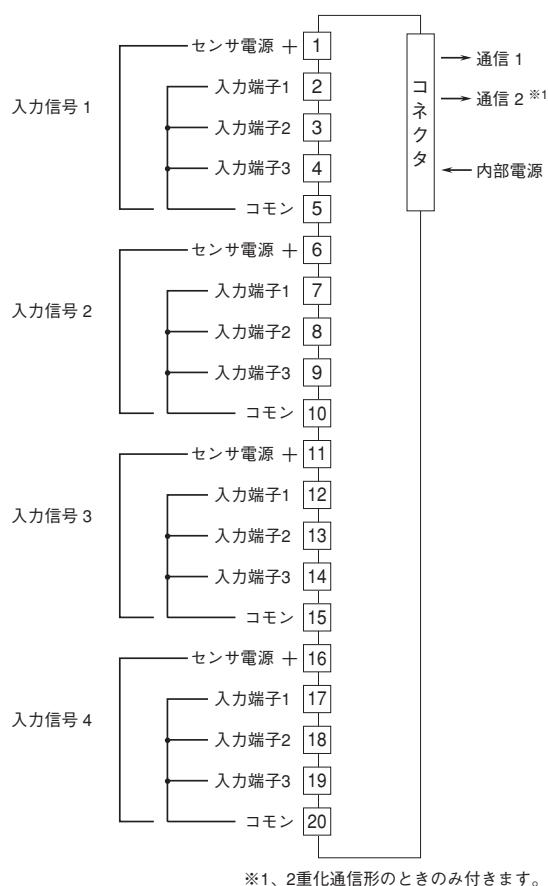 センサ電源 + 1
入力端子1 2
入力信号 1
入力端子2 3
入力端子3 4
コモン 5
センサ電源 + 6
入力端子1 7
入力信号 2
入力端子2 8
入力端子3 9
コモン 10
センサ電源 + 11
入力端子1 12
入力信号 3
入力端子2 13
入力端子3 14
コモン 15
センサ電源 + 16
入力端子1 17
入力信号 4
入力端子2 18
入力端子3 19
コモン 20
コネクタ
通信 1
通信 2 ※1
内部電源
※1、2重化通信形のときのみ付きます。